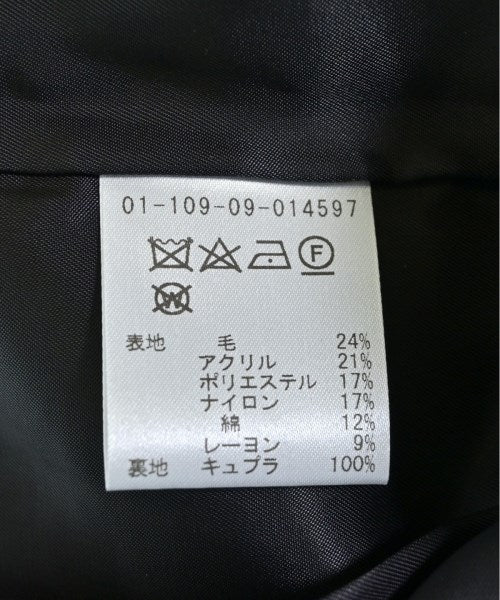 01-109-09-014597
F
W
表地 毛 24%
アクリル 21%
ポリエステル 17%
ナイロン 17%
綿 12%
レーヨン 9%
裏地 キュプラ 100%